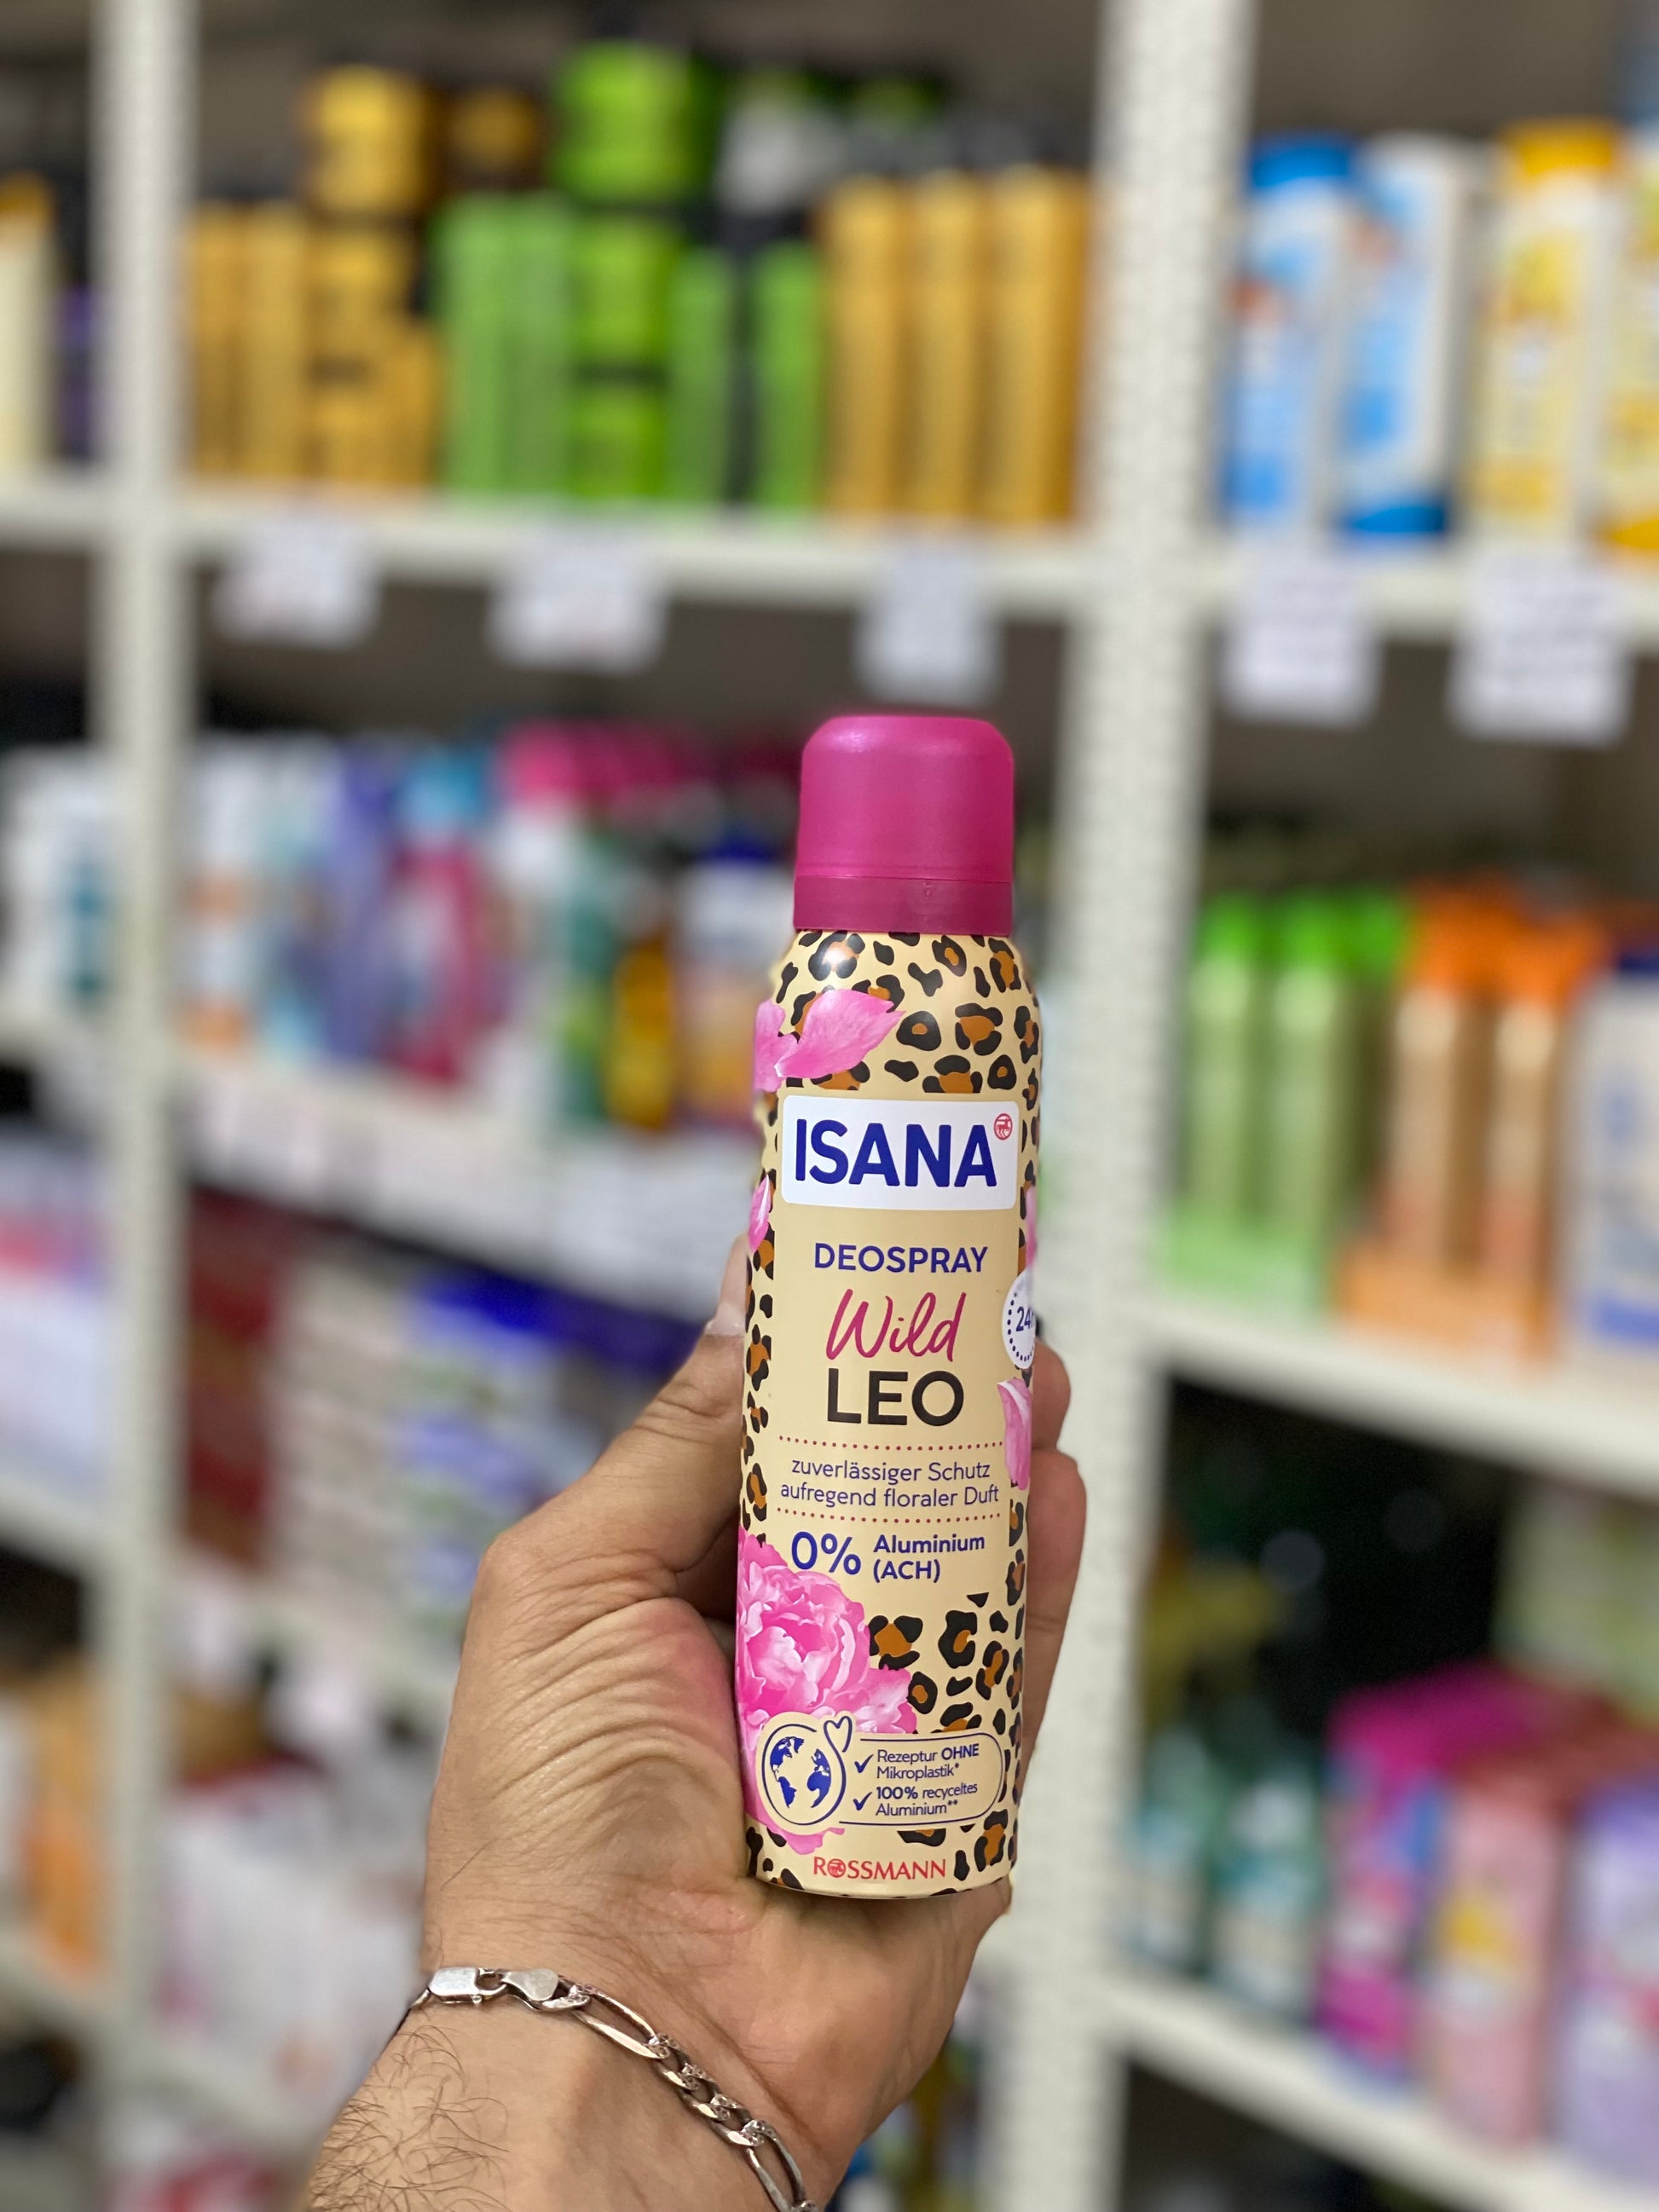 ISANA
DEOSPRAY
Wild
LEO
24h
zuverlässiger Schutz
aufregend floraler Duft
0% Aluminium
(ACH)
Rezeptur OHNE
Mikroplastik*
100% recyceltes
Aluminium**
ROSSMANN